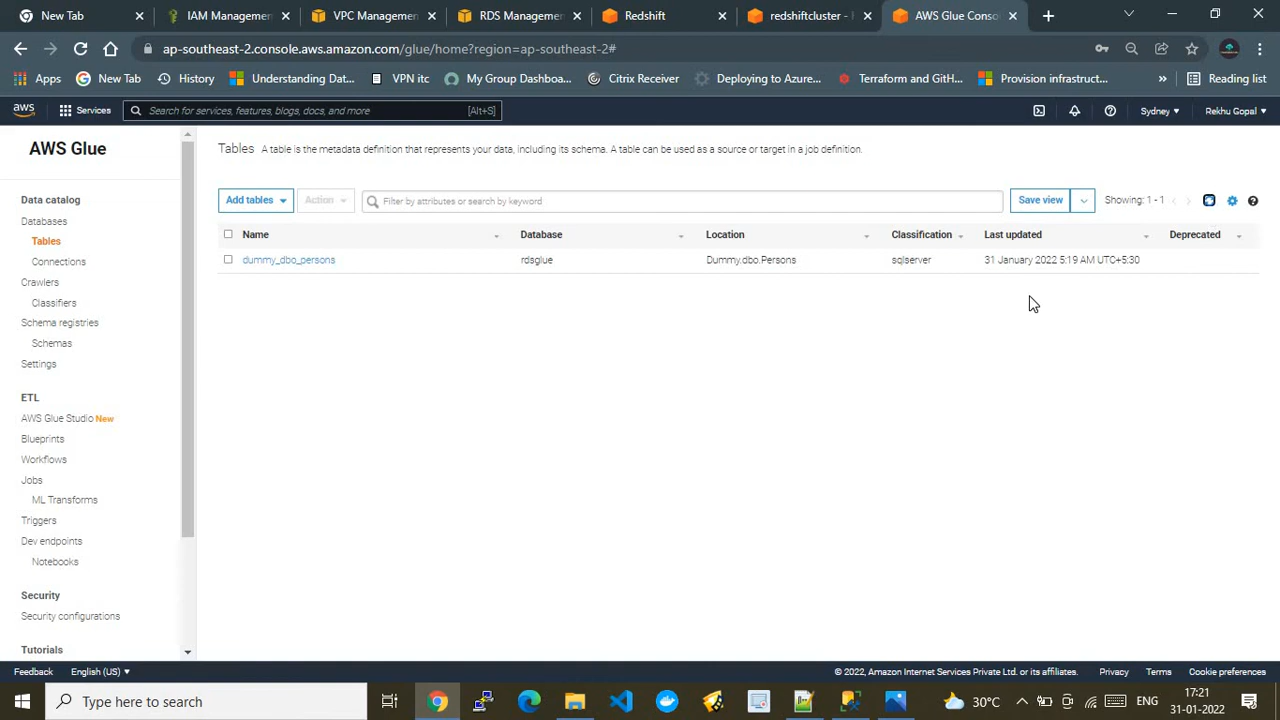 New Tab
IAM Managemen
VPC Managemen
RDS Manageme
Redshift
redshiftcluster -
AWS Glue Conso
ap-southeast-2.console.aws.amazon.com/glue/home?region=ap-southeast-2#
Apps
New Tab
History
Understanding Dat...
VPN itc
My Group Dashboa...
Citrix Receiver
Deploying to Azure...
Terraform and GitH...
Provision infrastruct...
»
Reading list
aws
Services
Search for services, features, blogs, docs, and more
[Alt+S]
Sydney
Rekhu Gopal
AWS Glue
Data catalog
Databases
Tables
Connections
Crawlers
Classifiers
Schema registries
Schemas
Settings
ETL
AWS Glue Studio New
Blueprints
Workflows
Jobs
ML Transforms
Triggers
Dev endpoints
Notebooks
Security
Security configurations
Tutorials
Tables A table is the metadata definition that represents your data, including its schema. A table can be used as a source or target in a job definition.
Add tables
Action
Filter by attributes or search by keyword
Save view
Showing: 1 - 1
Name
Database
Location
Classification
Last updated
Deprecated
dummy_dbo_persons
rdsglue
Dummy.dbo.Persons
sqlserver
31 January 2022 5:19 AM UTC+5:30
Feedback
English (US)
© 2022, Amazon Internet Services Private Ltd. or its affiliates.
Privacy
Terms
Cookie preferences
Type here to search
30°C
ENG
17:21
31-01-2022